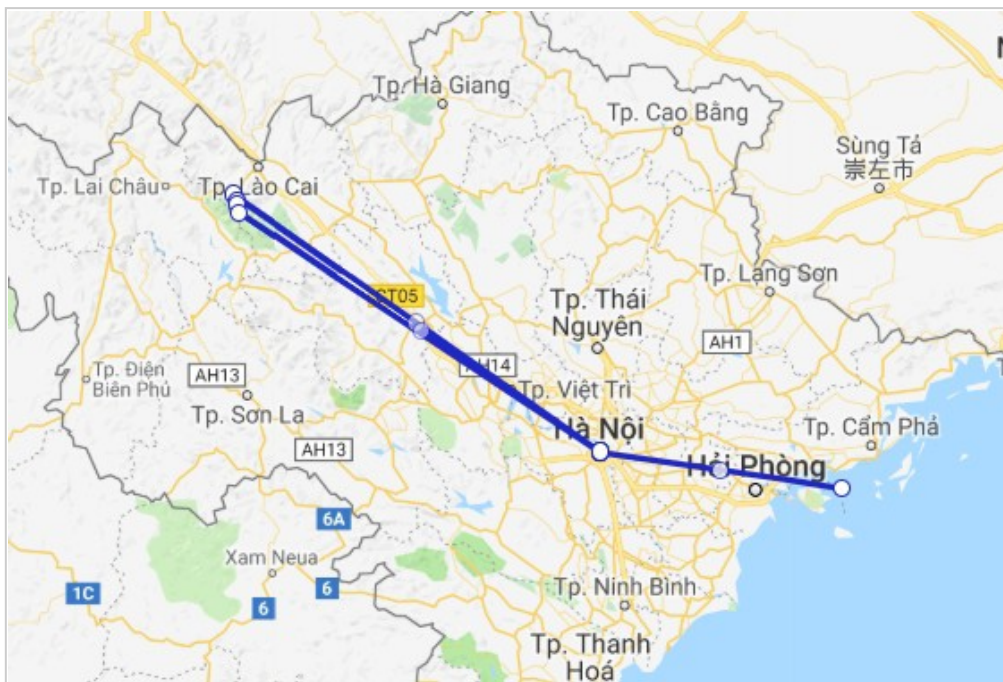 Tp. Hà Giang
Tp. Cao Bằng
Sùng Tả
崇左市
Tp. Lai Châu
Tp. Lào Cai
Tp. Lạng Sơn
CT05
Tp. Thái
Nguyên
AH1
AH14
Tp. Điện
Biên Phủ
AH13
Tp. Việt Trì
Tp. Sơn La
Hà Nội
Tp. Cẩm Phả
AH13
Hải Phòng
6A
Xam Neua
1C
6
6
Tp. Ninh Bình
Tp. Thanh
Hoá